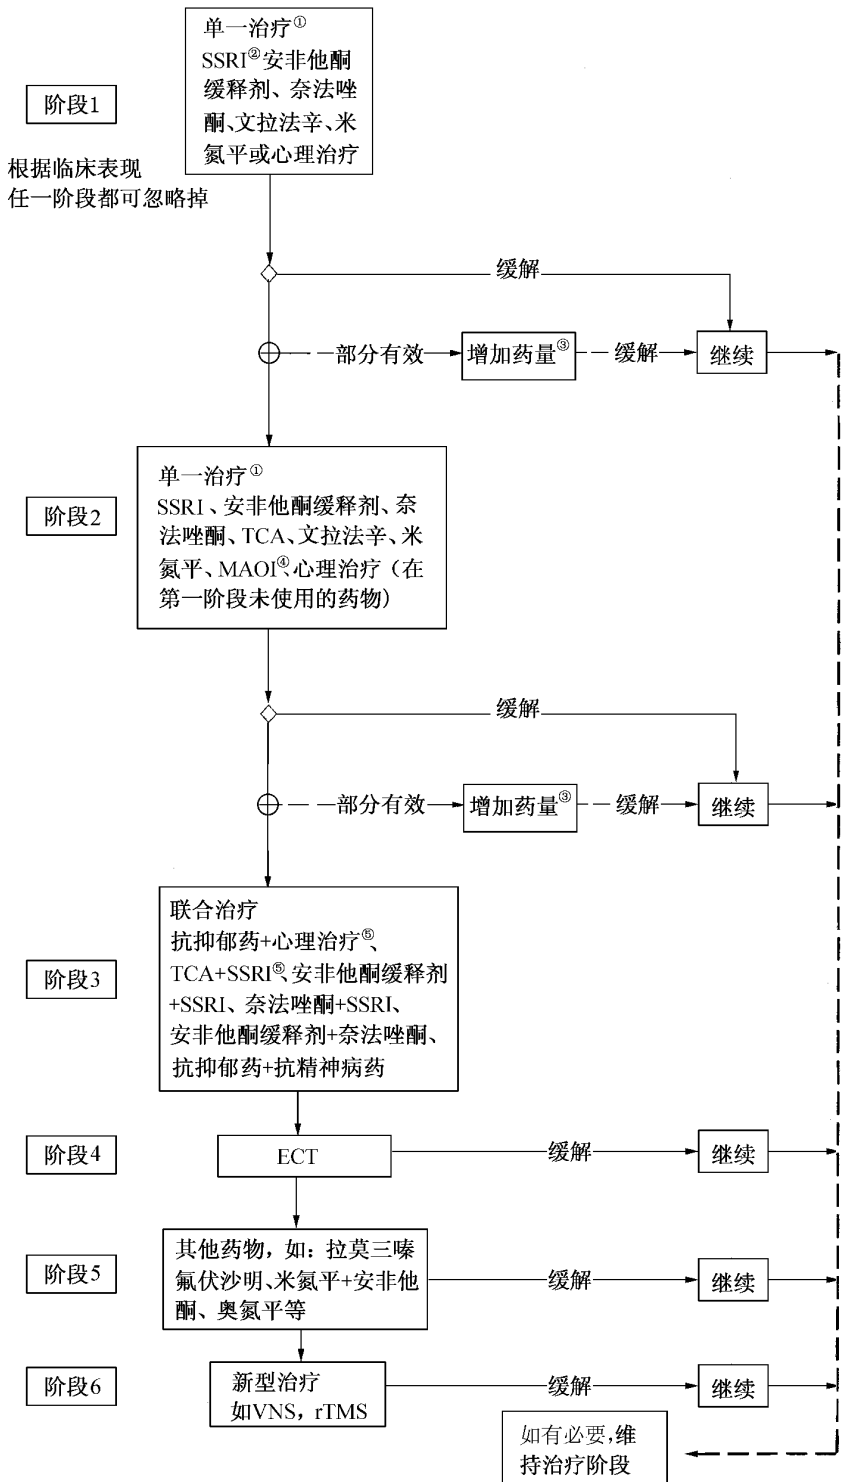 单一治疗①
SSRI②安非他酮
缓释剂、奈法唑
酮、文拉法辛、米
氮平或心理治疗
阶段1
根据临床表现
任一阶段都可忽略掉
缓解
部分有效
增加药量③
缓解
继续
阶段2
单一治疗①
SSRI、安非他酮缓释剂、奈
法唑酮、TCA、文拉法辛、米
氮平、MAOI④、心理治疗（在
第一阶段未使用的药物）
缓解
部分有效
增加药量③
缓解
继续
阶段3
联合治疗
抗抑郁药+心理治疗⑤、
TCA+SSRI⑤、安非他酮缓释剂
+SSRI、奈法唑酮+SSRI、
安非他酮缓释剂+奈法唑酮、
抗抑郁药+抗精神病药
阶段4
ECT
缓解
继续
阶段5
其他药物，如：拉莫三嗪
氟伏沙明、米氮平+安非他
酮、奥氮平等
缓解
继续
阶段6
新型治疗
如VNS，rTMS
缓解
继续
如有必要，维
持治疗阶段